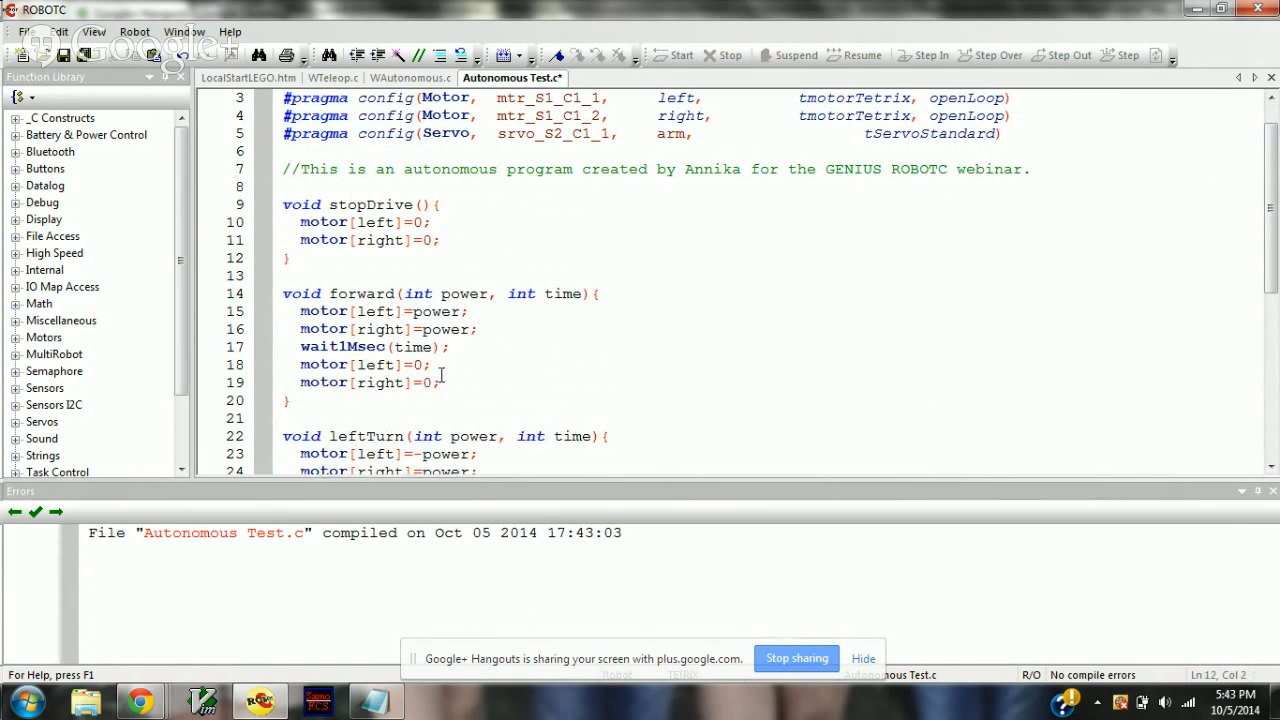 ROBOTC
File Edit View Robot Window Help
Google+
Start Stop Suspend Resume Step In Step Over Step Out Step
Function Library
LocalStartLEGO.htm WTeleop.c WAutonomous.c Autonomous Test.c*
_C Constructs
Battery & Power Control
Bluetooth
Buttons
Datalog
Debug
Display
File Access
High Speed
Internal
IO Map Access
Math
Miscellaneous
Motors
MultiRobot
Semaphore
Sensors
Sensors I2C
Servos
Sound
Strings
Task Control
3 #pragma config(Motor, mtr_S1_C1_1, left, tmotorTetrix, openLoop)
4 #pragma config(Motor, mtr_S1_C1_2, right, tmotorTetrix, openLoop)
5 #pragma config(Servo, srvo_S2_C1_1, arm, tServoStandard)
6
7 //This is an autonomous program created by Annika for the GENIUS ROBOTC webinar.
8
9 void stopDrive(){
10 motor[left]=0;
11 motor[right]=0;
12 }
13
14 void forward(int power, int time){
15 motor[left]=power;
16 motor[right]=power;
17 wait1Msec(time);
18 motor[left]=0;
19 motor[right]=0;
20 }
21
22 void leftTurn(int power, int time){
23 motor[left]=-power;
24 motor[right]=power;
Errors
File "Autonomous Test.c" compiled on Oct 05 2014 17:43:03
Google+ Hangouts is sharing your screen with plus.google.com. Stop sharing Hide
For Help, press F1 Robot TETRIX Autonomous Test.c R/O No compile errors Ln 12, Col 2
Samo
FCS
5:43 PM
10/5/2014